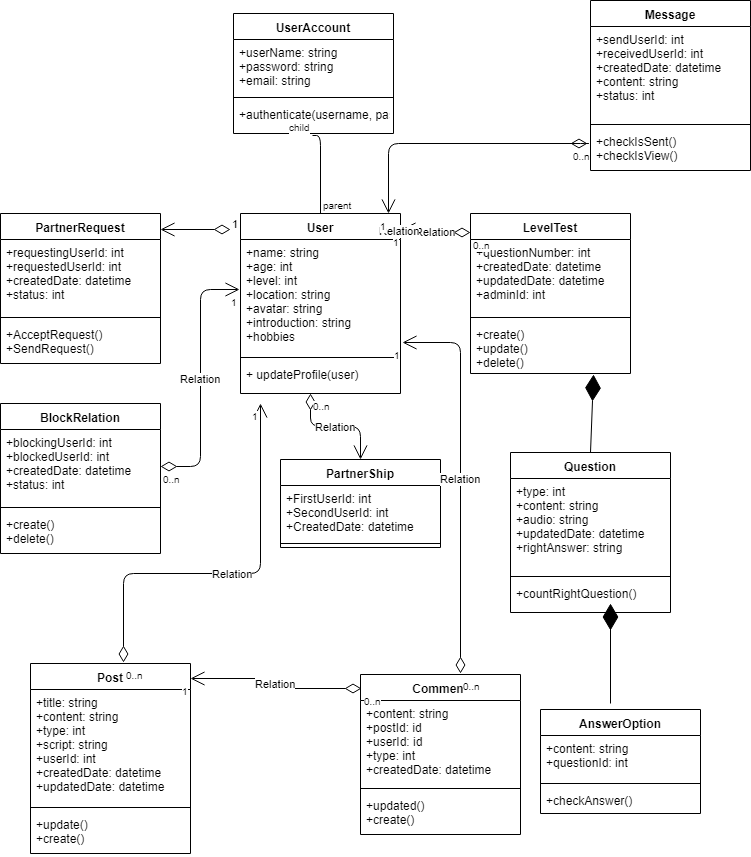 UserAccount
+userName: string
+password: string
+email: string
+authenticate(username, pa
child
Message
+sendUserId: int
+receivedUserId: int
+createdDate: datetime
+content: string
+status: int
+checkIsSent()
+checkIsView()
0..n
parent
PartnerRequest
+requestingUserId: int
+requestedUserId: int
+createdDate: datetime
+status: int
+AcceptRequest()
+SendRequest()
1
User
+name: string
+age: int
+level: int
+location: string
+avatar: string
+introduction: string
+hobbies
+ updateProfile(user)
1
1
1
1
Relation
Relation
LevelTest
0..n
+questionNumber: int
+createdDate: datetime
+updatedDate: datetime
+adminId: int
+create()
+update()
+delete()
Relation
BlockRelation
+blockingUserId: int
+blockedUserId: int
+createdDate: datetime
+status: int
+create()
+delete()
0..n
1
0..n
Relation
PartnerShip
+FirstUserId: int
+SecondUserId: int
+CreatedDate: datetime
Relation
Question
+type: int
+content: string
+audio: string
+updatedDate: datetime
+rightAnswer: string
+countRightQuestion()
Relation
Post
0..n
1
+title: string
+content: string
+type: int
+script: string
+userId: int
+createdDate: datetime
+updatedDate: datetime
+update()
+create()
Relation
Commen
0..n
0..n
+content: string
+postId: id
+userId: id
+type: int
+createdDate: datetime
+updated()
+create()
AnswerOption
+content: string
+questionId: int
+checkAnswer()